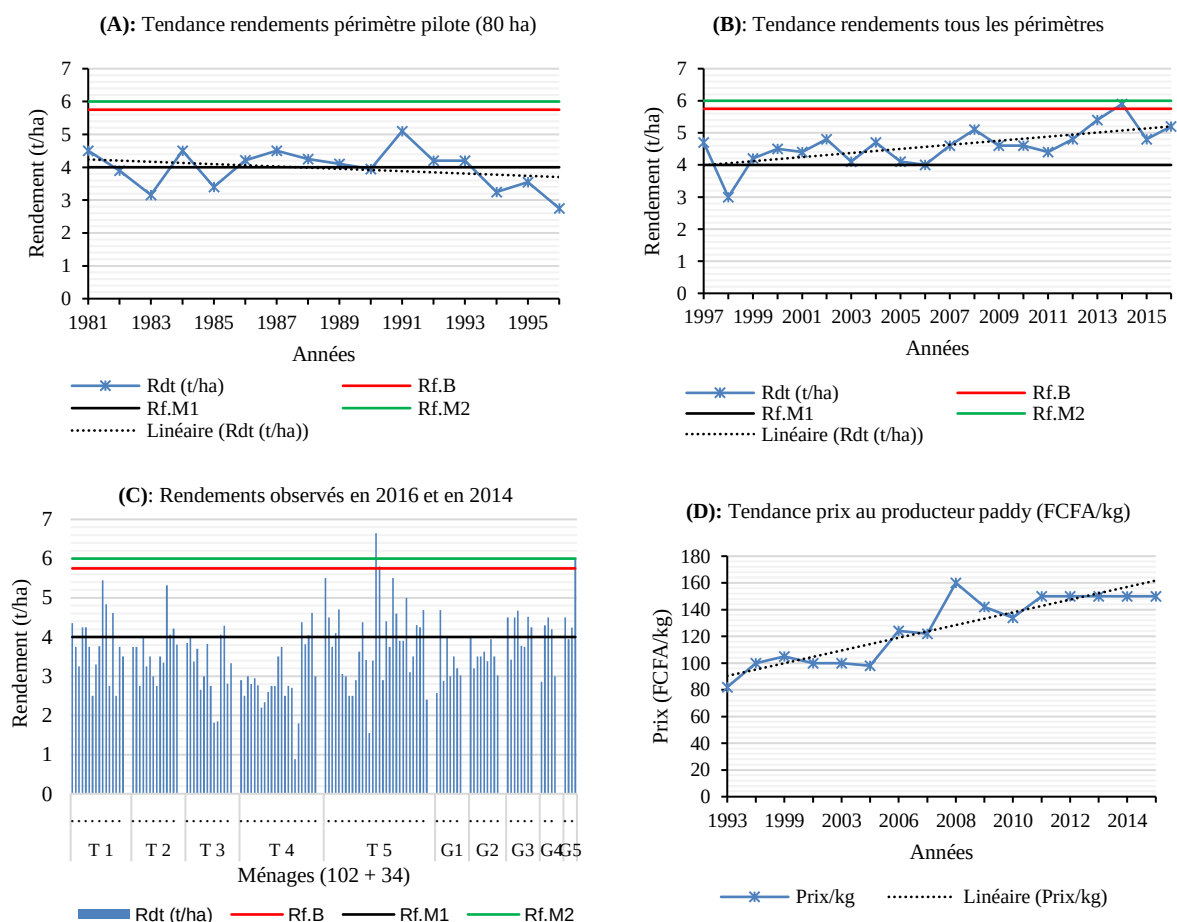 (A): Tendance rendements périmètre pilote (80 ha)
Rendement (t/ha)
7
6
5
4
3
2
1
0
1981 1983 1985 1987 1989 1991 1993 1995
Années
Rdt (t/ha) Rf.B
Rf.M1 Rf.M2
Linéaire (Rdt (t/ha))
(B): Tendance rendements tous les périmètres
Rendement (t/ha)
7
6
5
4
3
2
1
0
1997 1999 2001 2003 2005 2007 2009 2011 2013 2015
Années
Rdt (t/ha) Rf.B
Rf.M1 Rf.M2
Linéaire (Rdt (t/ha))
(C): Rendements observés en 2016 et en 2014
Rendement (t/ha)
7
6
5
4
3
2
1
0
T 1 T 2 T 3 T 4 T 5 G1 G2 G3 G4 G5
Ménages (102 + 34)
Rdt (t/ha) Rf.B Rf.M1 Rf.M2
(D): Tendance prix au producteur paddy (FCFA/kg)
Prix (FCFA/kg)
180
160
140
120
100
80
60
40
20
0
1993 1999 2003 2006 2008 2010 2012 2014
Années
Prix/kg Linéaire (Prix/kg)